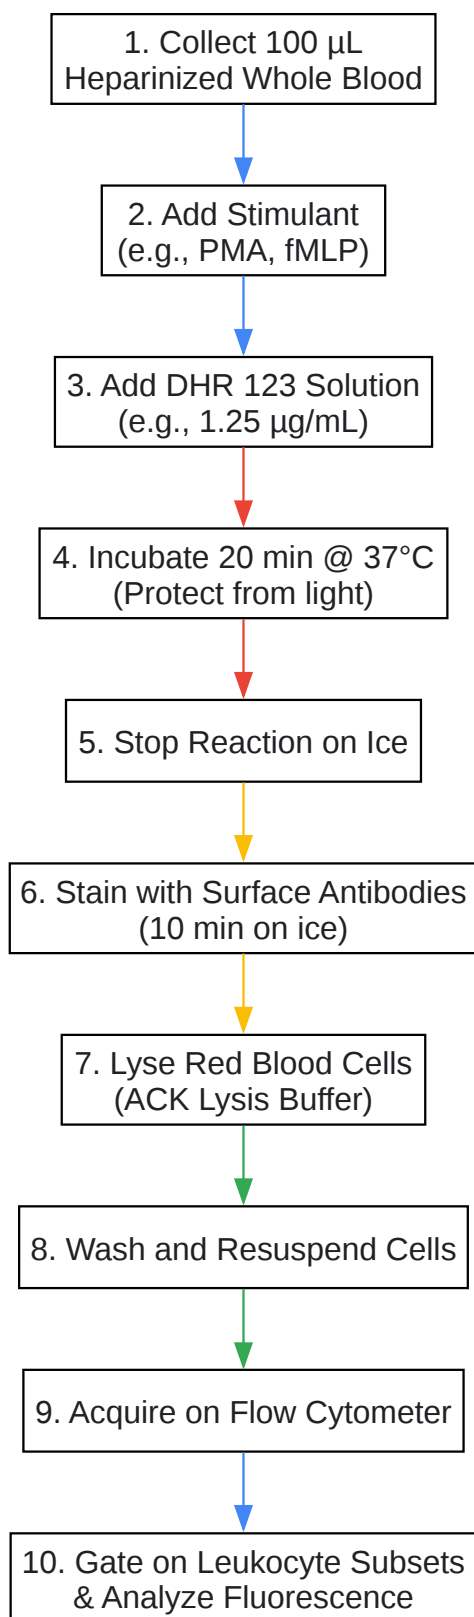 1. Collect 100 µL
Heparinized Whole Blood
2. Add Stimulant
(e.g., PMA, fMLP)
3. Add DHR 123 Solution
(e.g., 1.25 µg/mL)
4. Incubate 20 min @ 37°C
(Protect from light)
5. Stop Reaction on Ice
6. Stain with Surface Antibodies
(10 min on ice)
7. Lyse Red Blood Cells
(ACK Lysis Buffer)
8. Wash and Resuspend Cells
9. Acquire on Flow Cytometer
10. Gate on Leukocyte Subsets
& Analyze Fluorescence